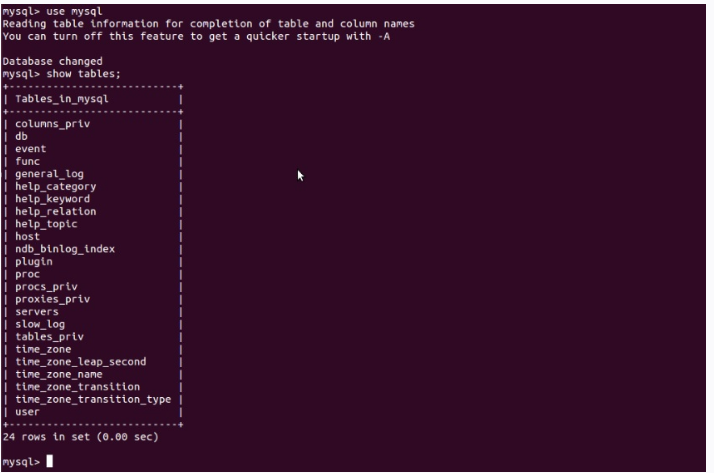 mysql> use mysql
Reading table information for completion of table and column names
You can turn off this feature to get a quicker startup with -A
Database changed
mysql> show tables;
+---------------------------+
| Tables_in_mysql           |
+---------------------------+
| columns_priv              |
| db                        |
| event                     |
| func                      |
| general_log               |
| help_category             |
| help_keyword              |
| help_relation             |
| help_topic                |
| host                      |
| ndb_binlog_index          |
| plugin                    |
| proc                      |
| procs_priv                |
| proxies_priv              |
| servers                   |
| slow_log                  |
| tables_priv               |
| time_zone                 |
| time_zone_leap_second     |
| time_zone_name            |
| time_zone_transition      |
| time_zone_transition_type |
| user                      |
+---------------------------+
24 rows in set (0.00 sec)
mysql>